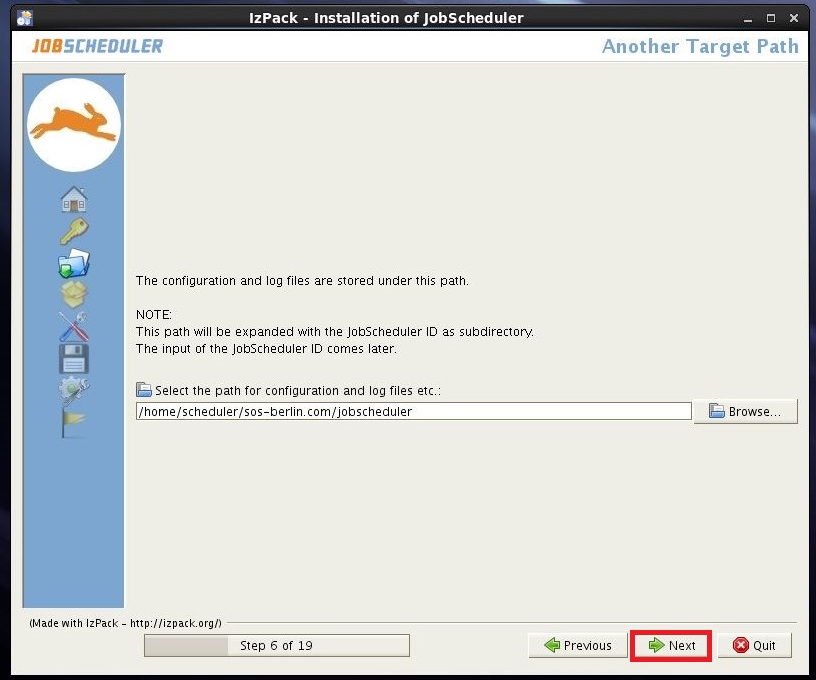 IzPack - Installation of JobScheduler
JOBSCHEDULER
Another Target Path
The configuration and log files are stored under this path.
NOTE:
This path will be expanded with the JobScheduler ID as subdirectory.
The input of the JobScheduler ID comes later.
Select the path for configuration and log files etc.:
/home/scheduler/sos-berlin.com/jobscheduler
Browse...
(Made with IzPack - http://izpack.org/)
Step 6 of 19
Previous
Next
Quit